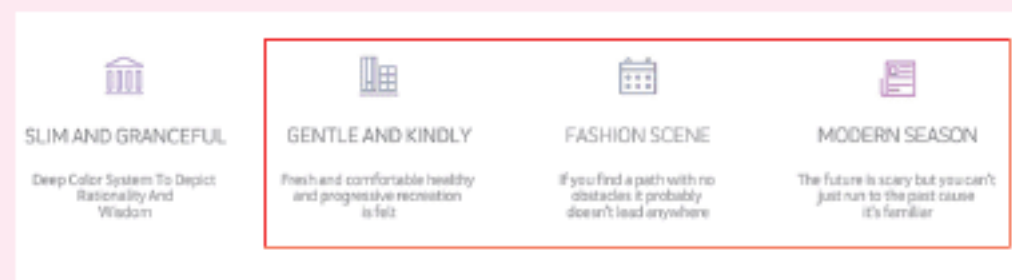 SLIM AND GRANCEFUL
Deep Color System To Depict
Rationality And
Wisdom
GENTLE AND KINDLY
Fresh and comfortable healthy
and progressive recreation
is felt
FASHION SCENE
If you find a path with no
obstacles it probably
doesn't lead anywhere
MODERN SEASON
The future is scary but you can't
just run to the past cause
it's familiar